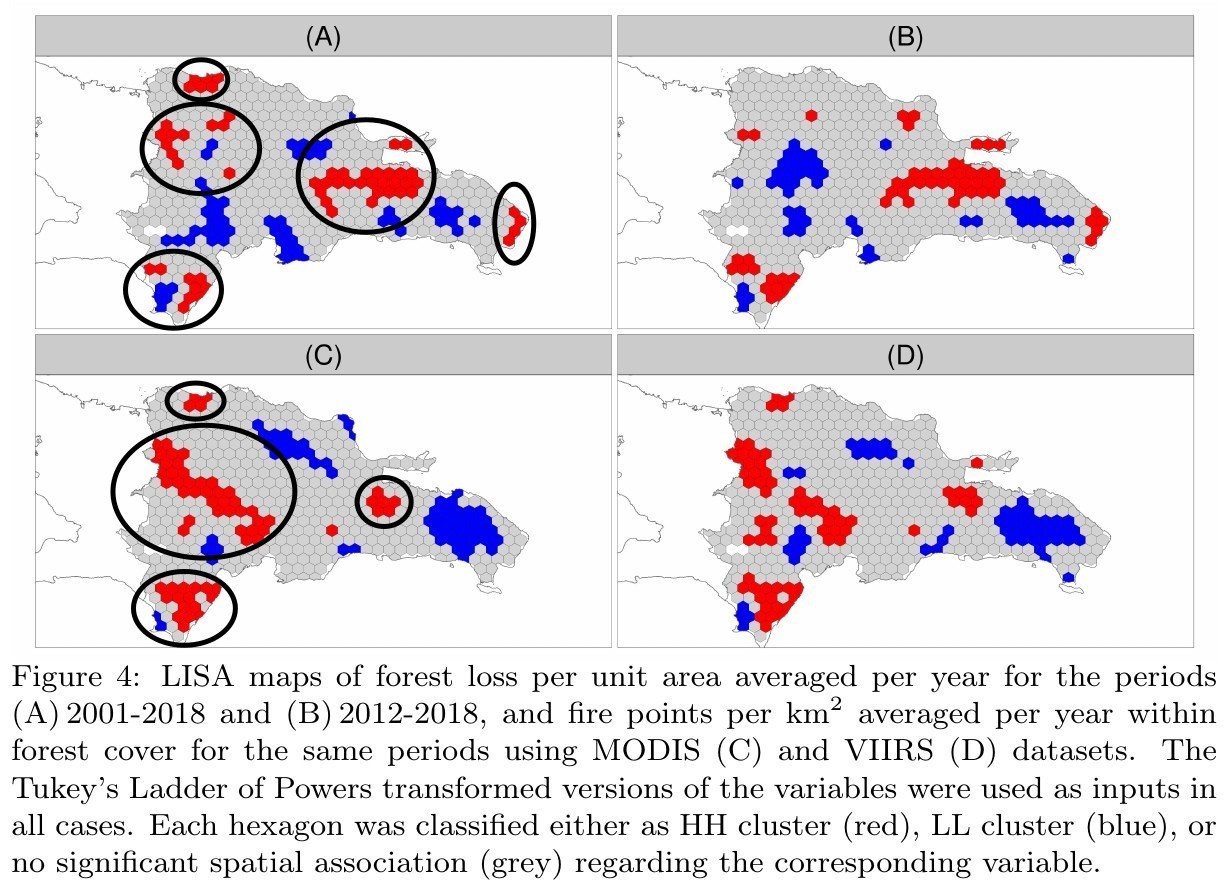 (A)
(B)
(C)
(D)
Figure 4: LISA maps of forest loss per unit area averaged per year for the periods
(A) 2001-2018 and (B) 2012-2018, and fire points per km² averaged per year within
forest cover for the same periods using MODIS (C) and VIIRS (D) datasets. The
Tukey's Ladder of Powers transformed versions of the variables were used as inputs in
all cases. Each hexagon was classified either as HH cluster (red), LL cluster (blue), or
no significant spatial association (grey) regarding the corresponding variable.